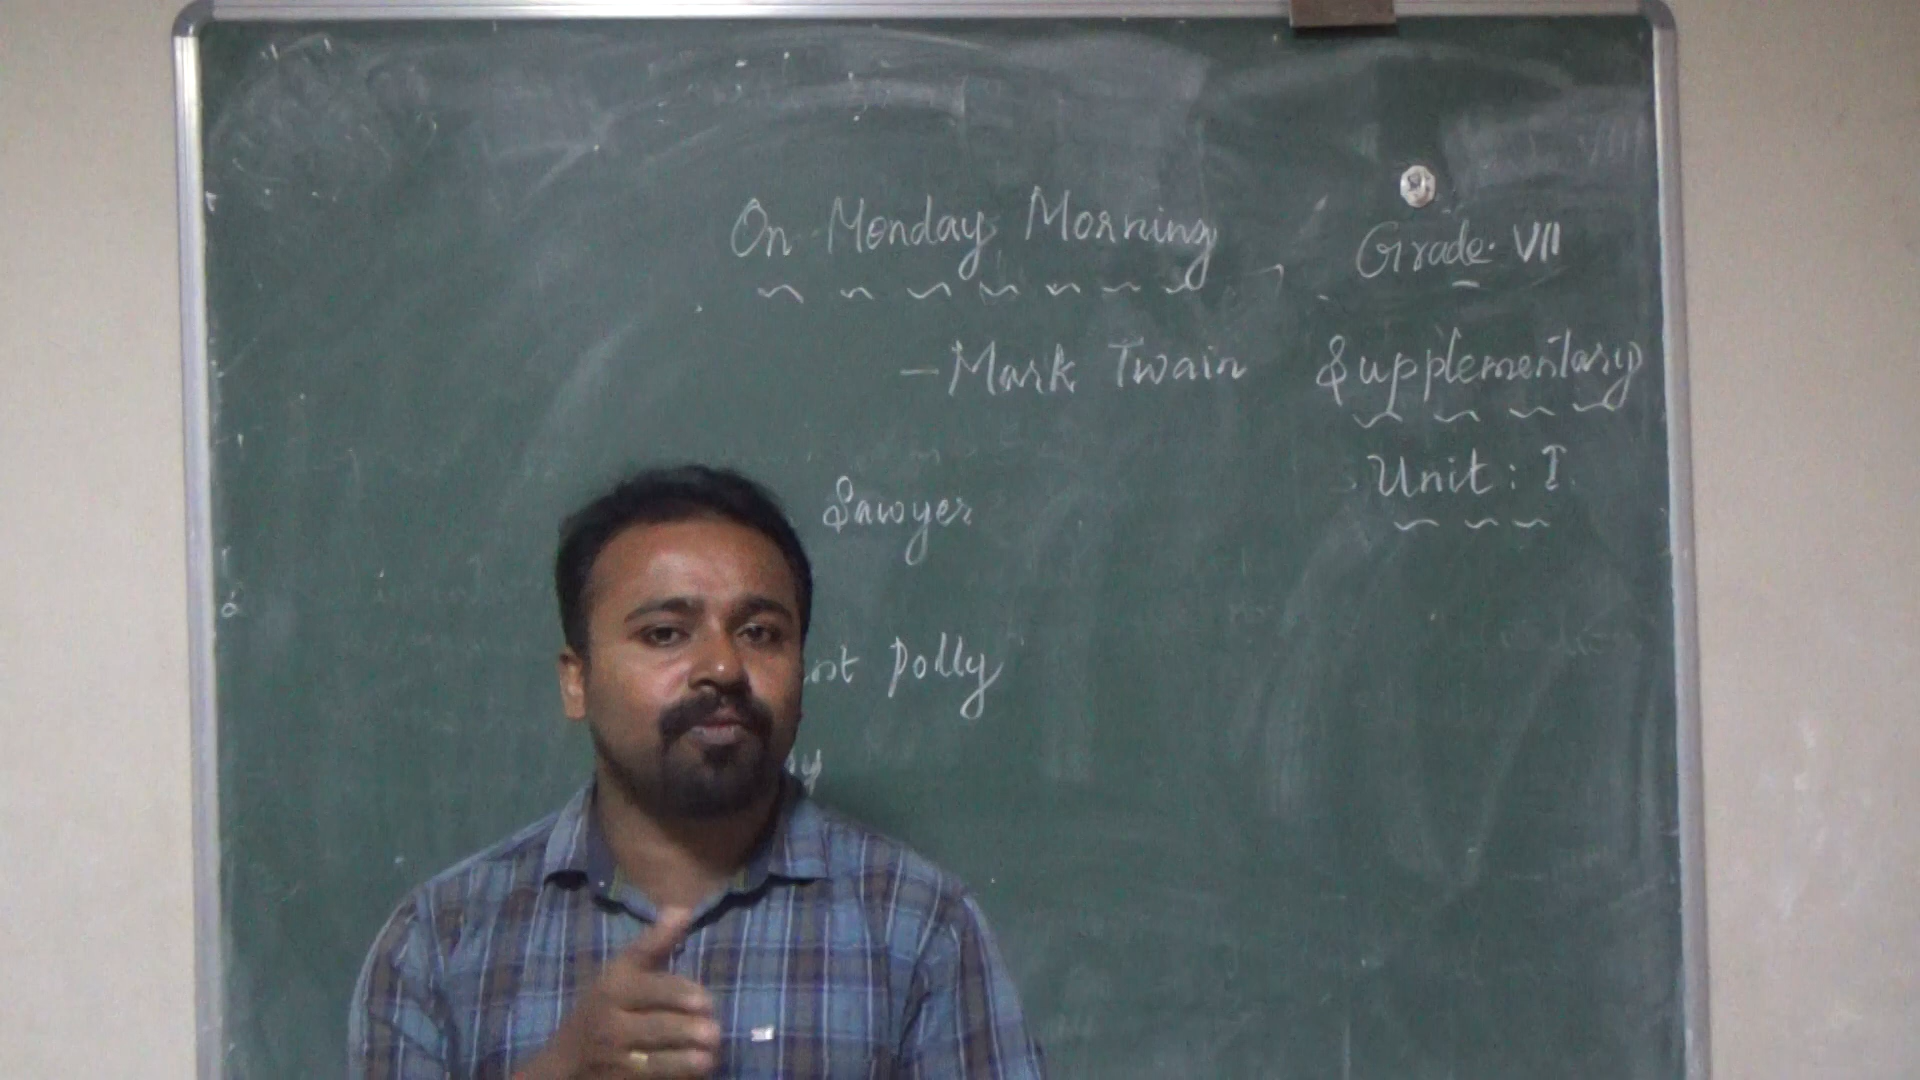 On Monday Morning
Grade. VII
- Mark Twain
Supplementary
Unit : I
Sawyer
Polly